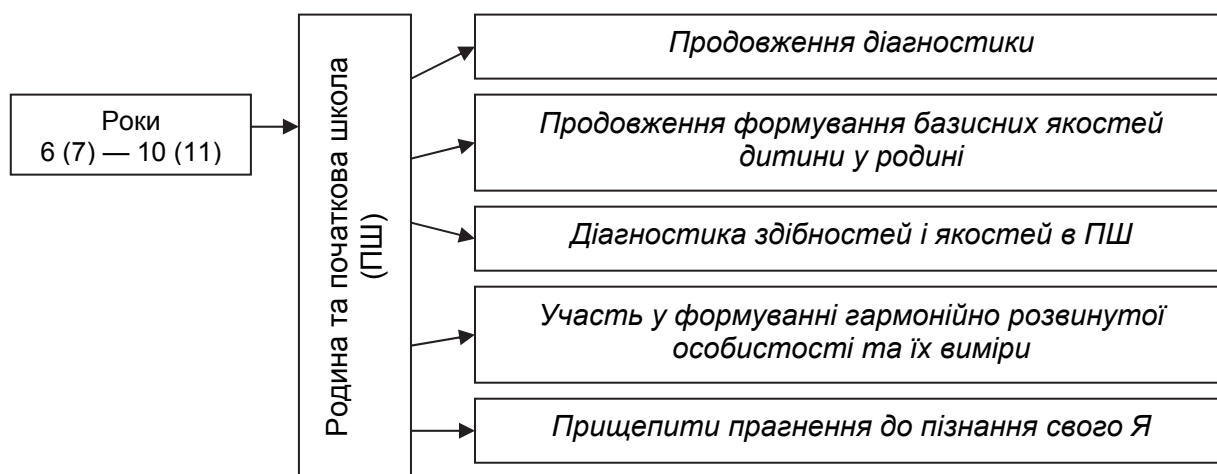 Роки
6 (7) — 10 (11)
Родина та початкова школа
(ПШ)
Продовження діагностики
Продовження формування базисних якостей
дитини у родині
Діагностика здібностей і якостей в ПШ
Участь у формуванні гармонійно розвинутої
особистості та їх виміри
Прищепити прагнення до пізнання свого Я